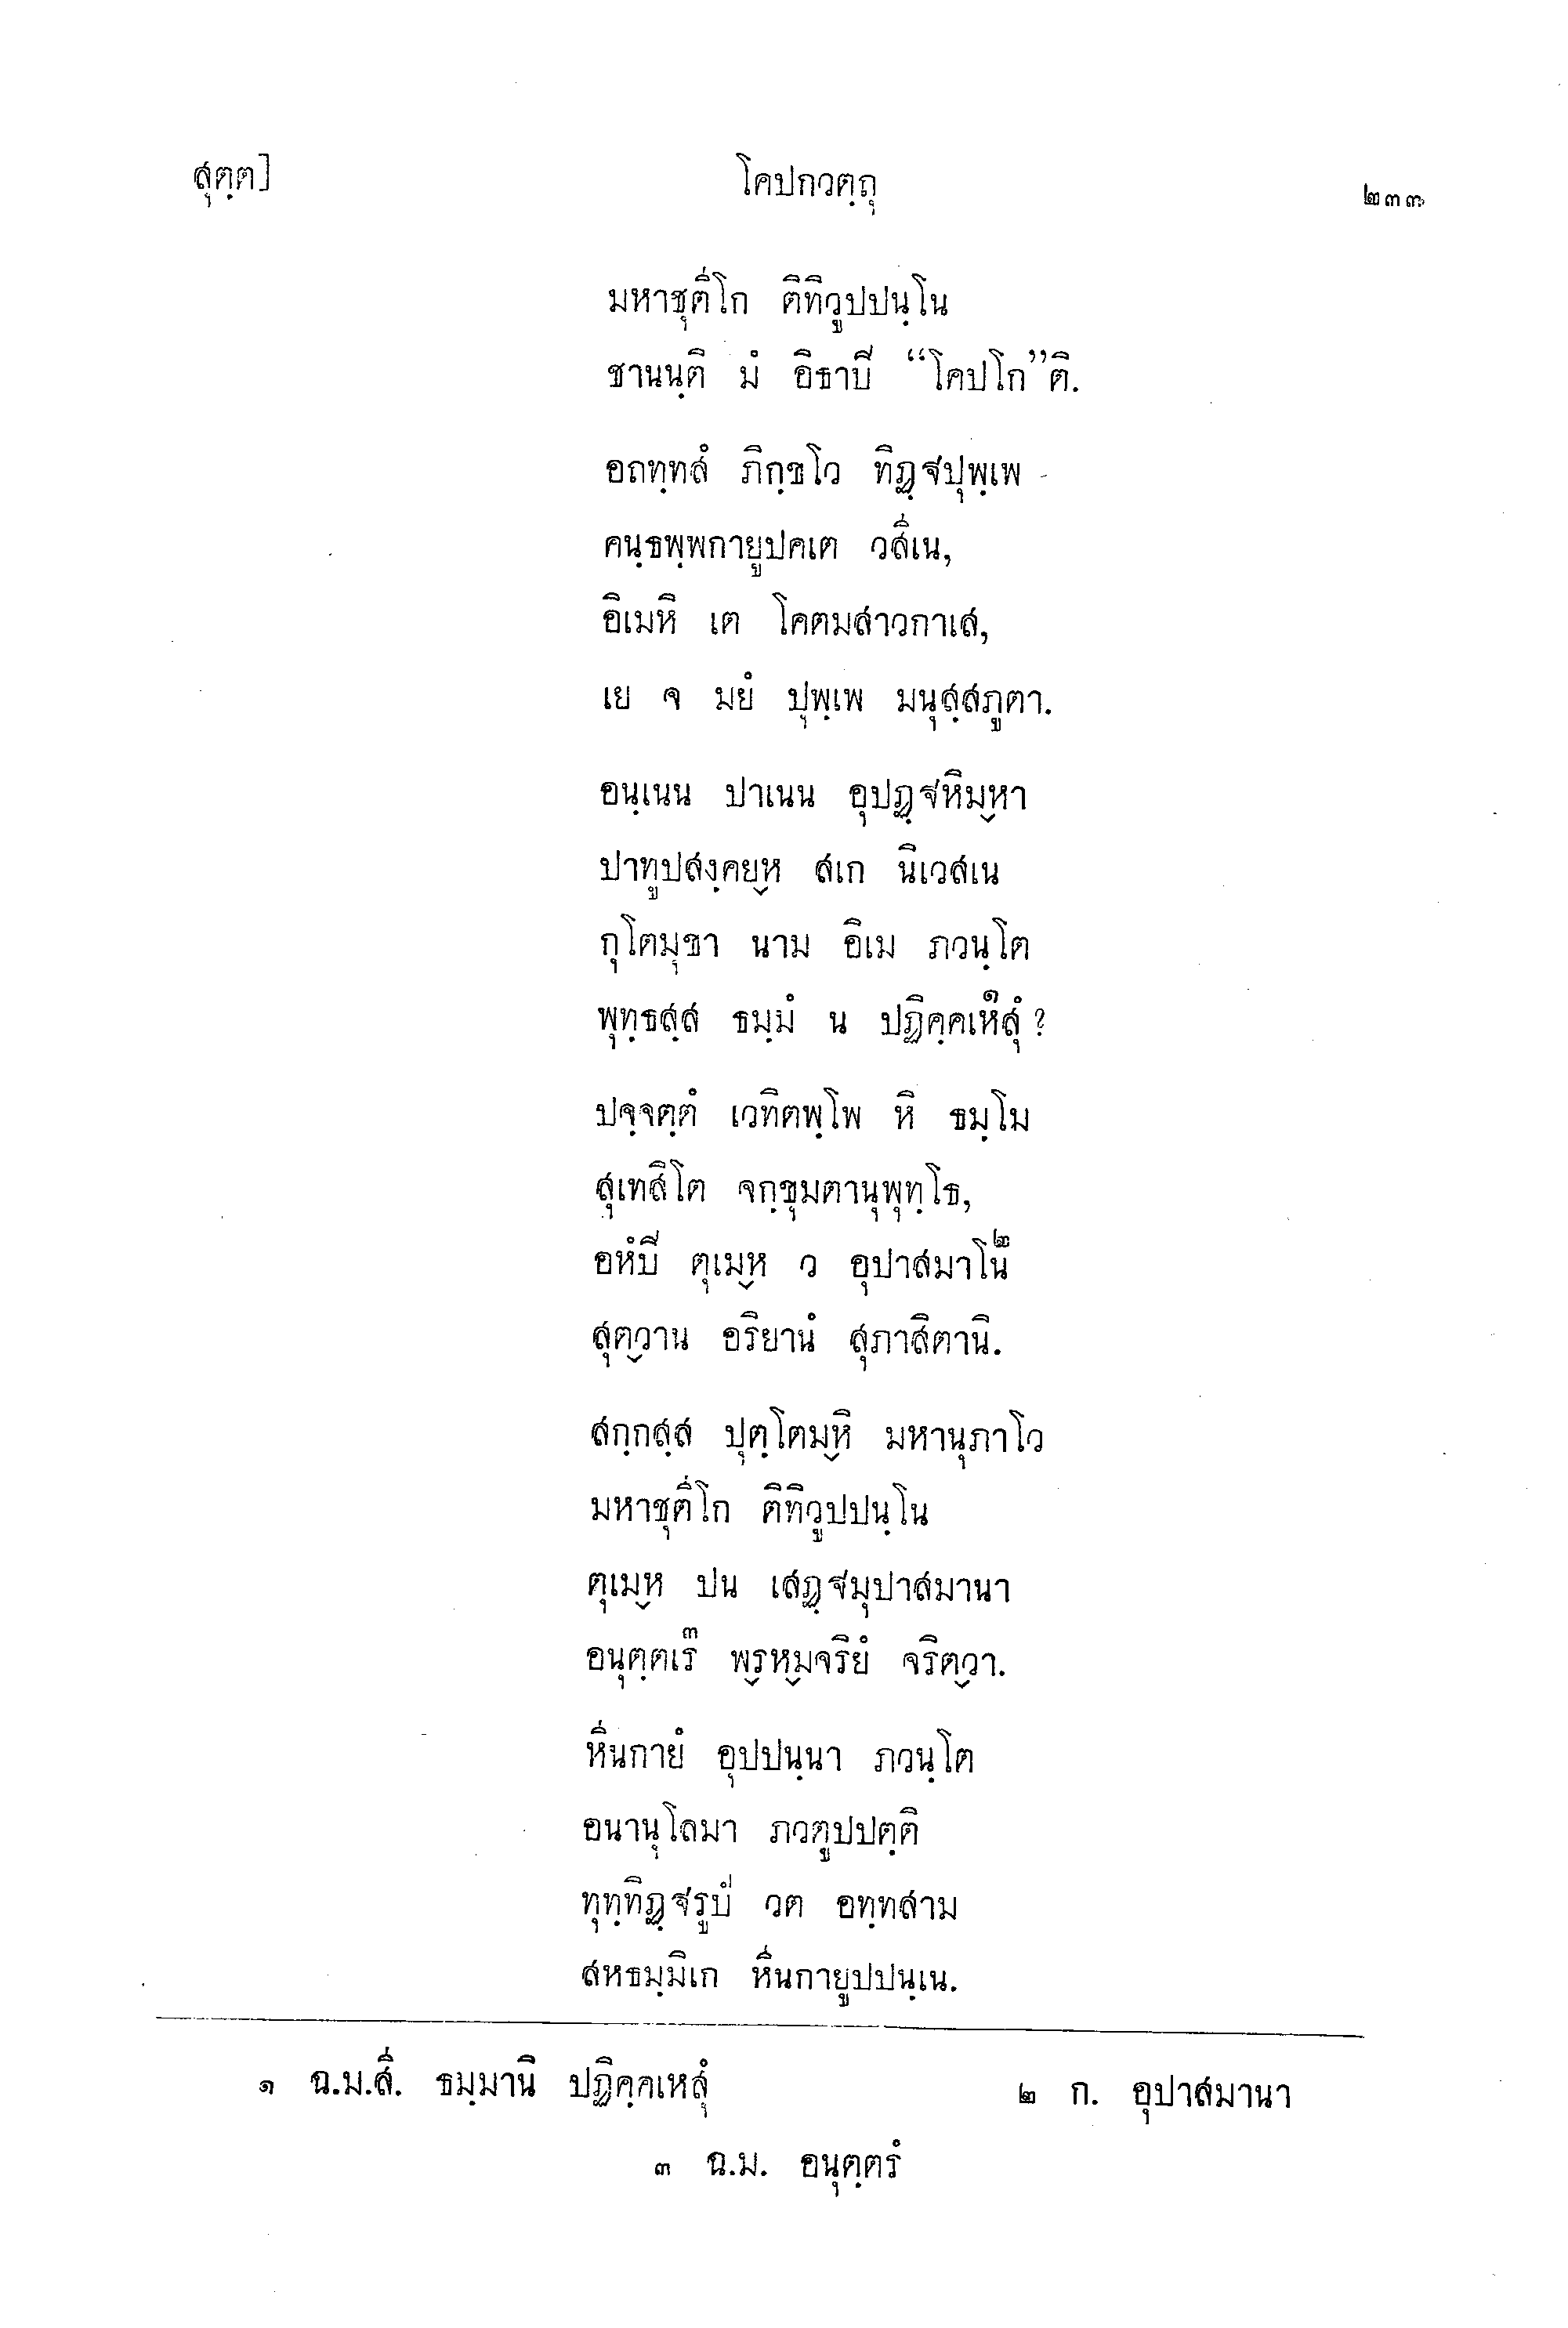 สุตฺต]
โคปกวตฺถุ
๒๓๓
มหาชุตีโก ติทิวูปปนฺโน
ชานนฺติ มํ อิธาปิ “โคปโก”ติ.
อถทฺทสํ ภิกฺขโว ทิฏฺฐปุพฺเพ
คนฺธพฺพกายูปคเต วสีเน,
อิเมหิ เต โคตมสาวกาเส,
เย จ มยํ ปุพฺเพ มนุสฺสภูตา.
อนฺเนน ปาเนน อุปฏฺฐหิมฺหา
ปาทูปสงฺคยฺห สเก นิเวสเน
กุโตมุขา นาม อิเม ภวนฺโต
พุทฺธสฺส ธมฺมํ น ปฏิคฺคเหสุํ๑ ?
ปจฺจตฺตํ เวทิตพฺโพ หิ ธมฺโม
สุเทสิโต จกฺขุมตานุพุทฺโธ,
อหํปิ ตุเมฺห ว อุปาสมาโน๒
สุตฺวาน อริยานํ สุภาสิตานิ.
สกฺกสฺส ปุตฺโตมฺหิ มหานุภาโว
มหาชุตีโก ติทิวูปปนฺโน
ตุเมฺห ปน เสฏฺฐมุปาสมานา
อนุตฺตเร๓ พฺรหฺมจริยํ จริตฺวา.
หีนกายํ อุปปนฺนา ภวนฺโต
อนานุโลมา ภวตูปปตฺติ
ทุทฺทิฏฺฐรูปํ วต อทฺทสาม
สหธมฺมิเก หีนกายูปปนฺเน.
๑ ฉ.ม.สี. ธมฺมานิ ปฏิคฺคเหสุํ
๒ ก. อุปาสมานา
๓ ฉ.ม. อนุตฺตรํ